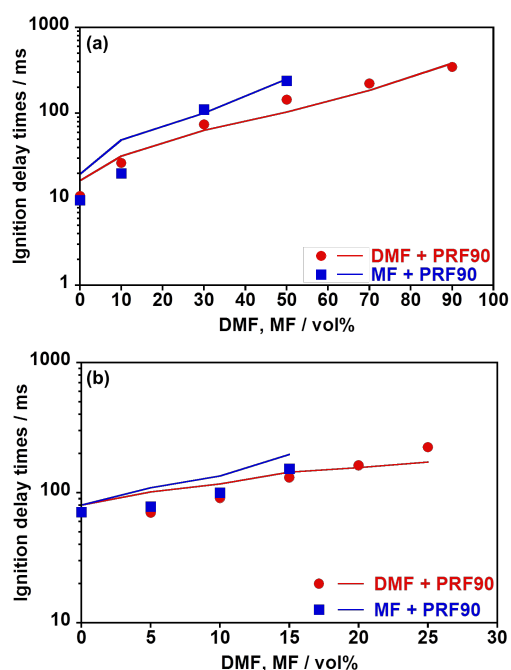 (a)
1000
100
10
1
Ignition delay times / ms
DMF + PRF90
MF + PRF90
0 10 20 30 40 50 60 70 80 90 100
DMF, MF / vol%
(b)
1000
100
10
Ignition delay times / ms
DMF + PRF90
MF + PRF90
0 5 10 15 20 25 30
DMF, MF / vol%